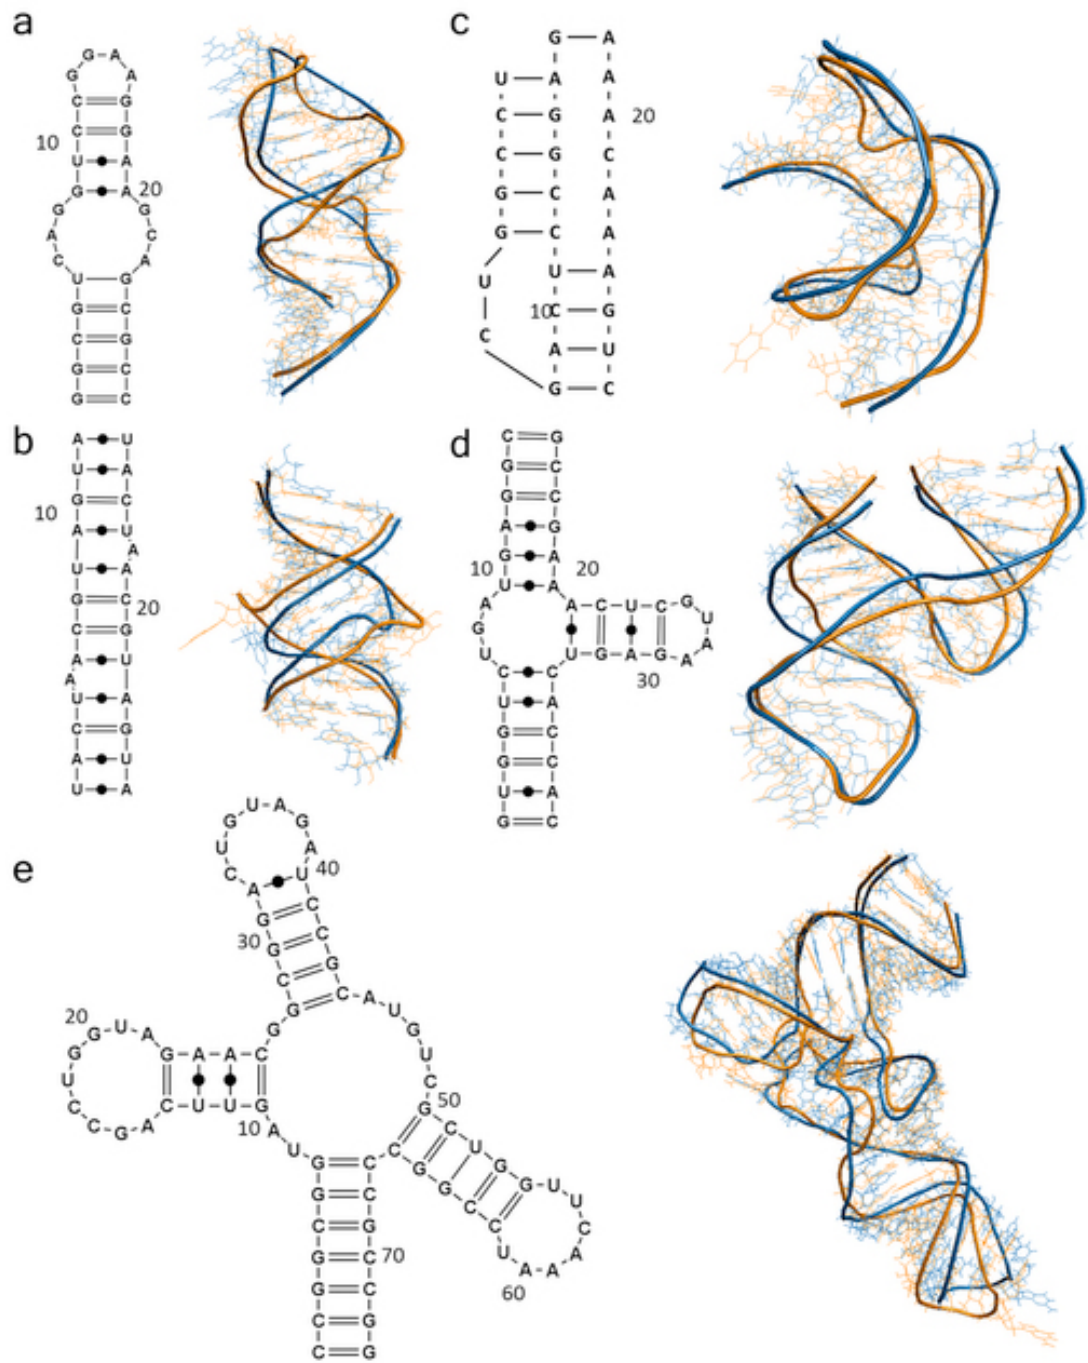 a
G A
G A
C G
10 C G
U A
G A 20
G G
A C
C A
U G
G C
C G
G C
G C
c
G A
U A A
C G A 20
C G C
G C A
G C A
U U A
10 C G
C A U
G C
b
A U
U A
G C
10 A U
A
U A
G C
20
C G
A U
A
U A
C G
A U
U A
d
C G
G C
G C
A G
G A
10 U A 20
A A C U C G
U
G A
U U G A G A
30
C C
U A
G C
G C
U A
G C
e
U A
G G
U A
C A U 40
G C
30 G C
C G
G C A
20 G U A G
G G A A C U
U C
C C A C U U G G 50
G 10 A C
U C U
G C G G U
G C G U
C G C C
G C 70 C A
G C U A
C G A
C G 60